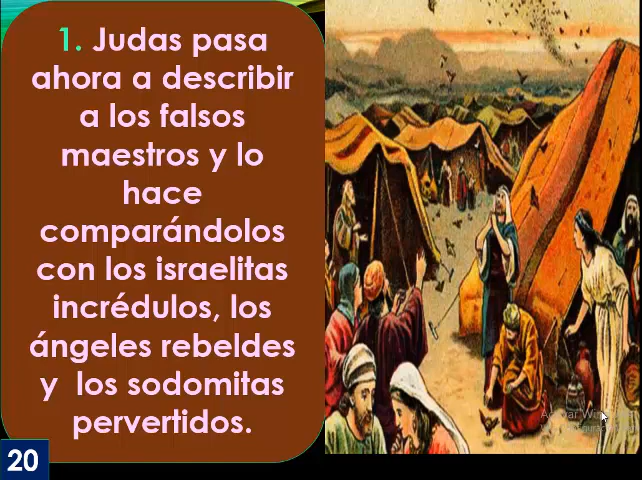 1. Judas pasa
ahora a describir
a los falsos
maestros y lo
hace
comparándolos
con los israelitas
incrédulos, los
ángeles rebeldes
y los sodomitas
pervertidos.
20